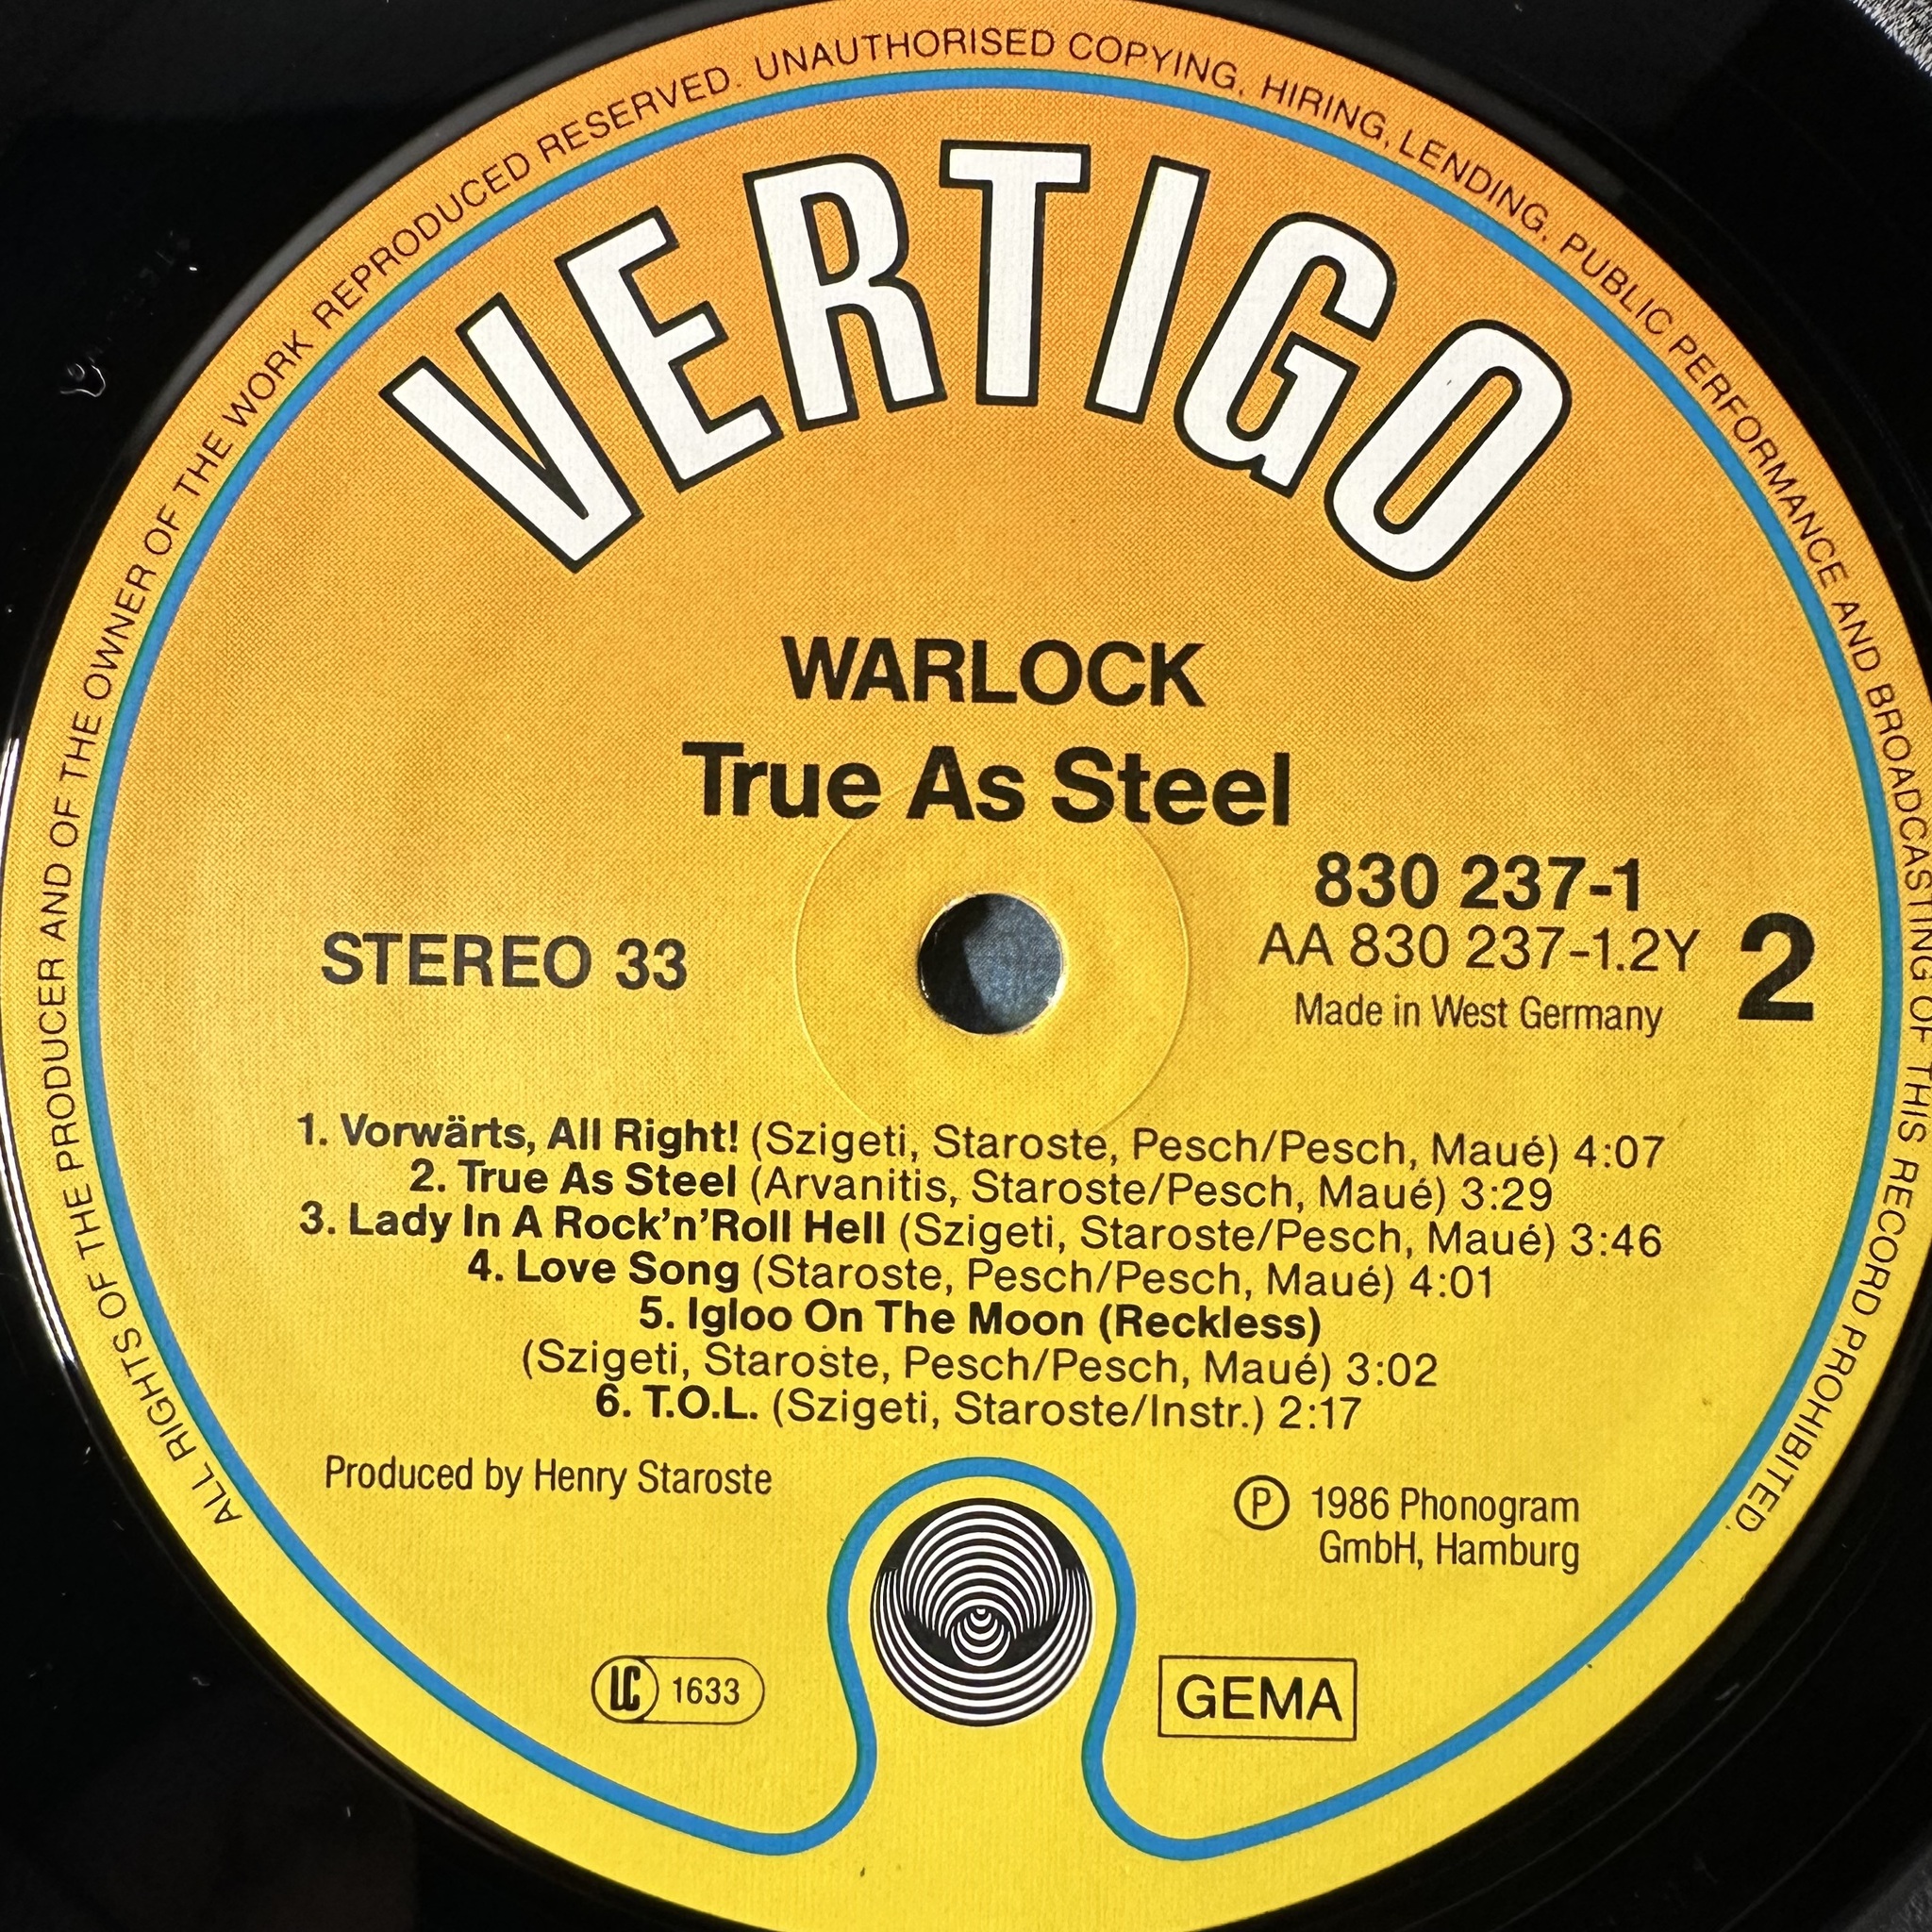 ALL RIGHTS OF THE PRODUCER AND OF THE OWNER OF THE WORK REPRODUCED RESERVED. UNAUTHORISED COPYING, HIRING, LENDING, PUBLIC PERFORMANCE AND BROADCASTING OF THIS RECORD PROHIBITED.
VERTIGO
WARLOCK
True As Steel
830 237-1
AA 830 237-1.2Y
2
STEREO 33
Made in West Germany
1. Vorwärts, All Right! (Szigeti, Staroste, Pesch/Pesch, Maué) 4:07
2. True As Steel (Arvanitis, Staroste/Pesch, Maué) 3:29
3. Lady In A Rock'n'Roll Hell (Szigeti, Staroste/Pesch, Maué) 3:46
4. Love Song (Staroste, Pesch/Pesch, Maué) 4:01
5. Igloo On The Moon (Reckless)
(Szigeti, Staroste, Pesch/Pesch, Maué) 3:02
6. T.O.L. (Szigeti, Staroste/Instr.) 2:17
Produced by Henry Staroste
Ⓟ 1986 Phonogram
GmbH, Hamburg
LC 1633
GEMA